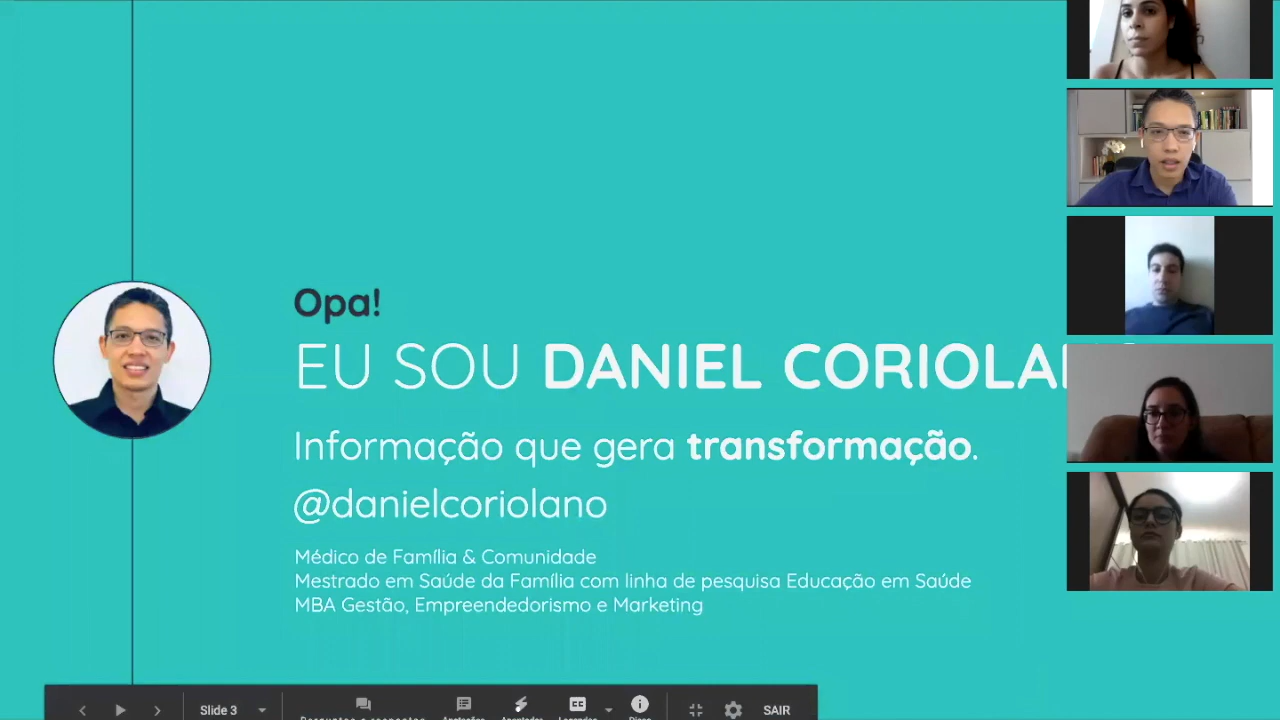 Opa!
EU SOU DANIEL CORIOLA
Informação que gera transformação.
@danielcoriolano
Médico de Família & Comunidade
Mestrado em Saúde da Família com linha de pesquisa Educação em Saúde
MBA Gestão, Empreendedorismo e Marketing
Slide 3
CC
SAIR